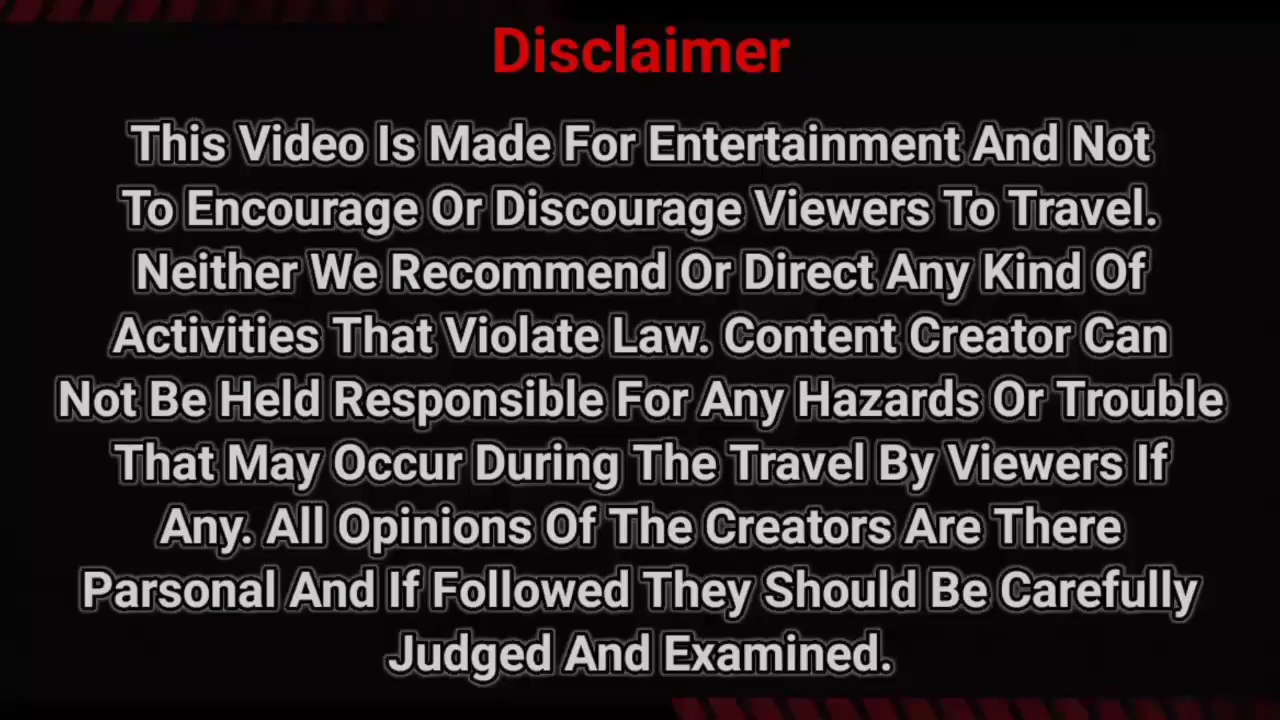 Disclaimer
This Video Is Made For Entertainment And Not
To Encourage Or Discourage Viewers To Travel.
Neither We Recommend Or Direct Any Kind Of
Activities That Violate Law. Content Creator Can
Not Be Held Responsible For Any Hazards Or Trouble
That May Occur During The Travel By Viewers If
Any. All Opinions Of The Creators Are There
Parsonal And If Followed They Should Be Carefully
Judged And Examined.